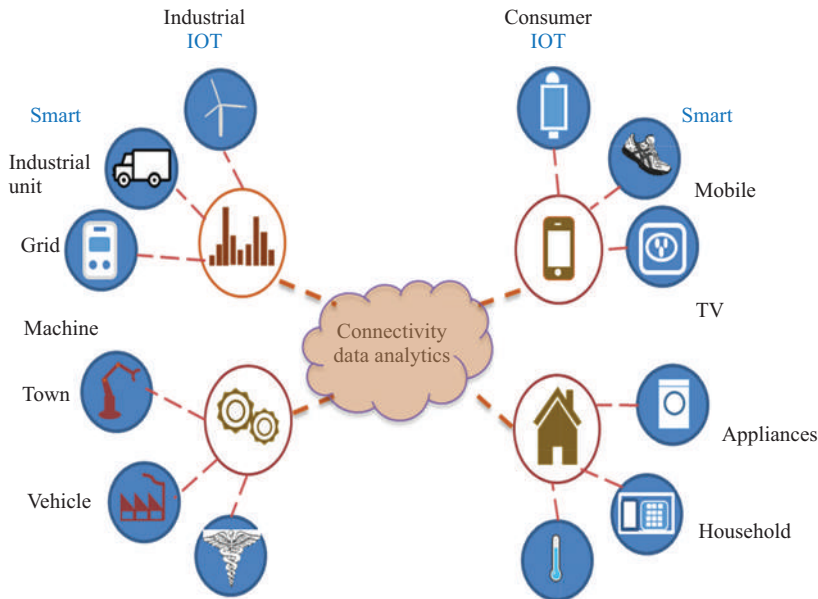 Industrial
IOT
Smart
Industrial
unit
Grid
Machine
Town
Vehicle
Connectivity
data analytics
Consumer
IOT
Smart
Mobile
TV
Appliances
Household